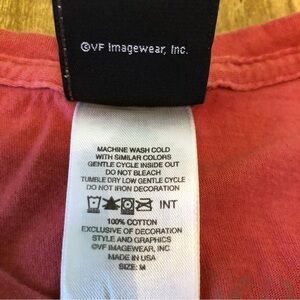 ©VF Imagewear, Inc.
MACHINE WASH COLD
WITH SIMILAR COLORS
GENTLE CYCLE INSIDE OUT
DO NOT BLEACH
TUMBLE DRY LOW GENTLE CYCLE
DO NOT IRON DECORATION
INT
100% COTTON
EXCLUSIVE OF DECORATION
STYLE AND GRAPHICS
©VF IMAGEWEAR, INC.
MADE IN USA
SIZE: M